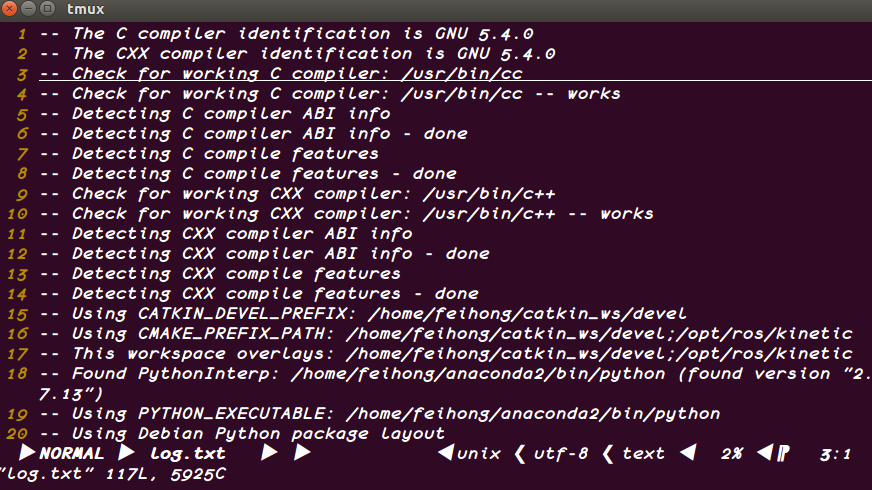 tmux
1 -- The C compiler identification is GNU 5.4.0
2 -- The CXX compiler identification is GNU 5.4.0
3 -- Check for working C compiler: /usr/bin/cc
4 -- Check for working C compiler: /usr/bin/cc -- works
5 -- Detecting C compiler ABI info
6 -- Detecting C compiler ABI info - done
7 -- Detecting C compile features
8 -- Detecting C compile features - done
9 -- Check for working CXX compiler: /usr/bin/c++
10 -- Check for working CXX compiler: /usr/bin/c++ -- works
11 -- Detecting CXX compiler ABI info
12 -- Detecting CXX compiler ABI info - done
13 -- Detecting CXX compile features
14 -- Detecting CXX compile features - done
15 -- Using CATKIN_DEVEL_PREFIX: /home/feihong/catkin_ws/devel
16 -- Using CMAKE_PREFIX_PATH: /home/feihong/catkin_ws/devel;/opt/ros/kinetic
17 -- This workspace overlays: /home/feihong/catkin_ws/devel;/opt/ros/kinetic
18 -- Found PythonInterp: /home/feihong/anaconda2/bin/python (found version "2.
7.13")
19 -- Using PYTHON_EXECUTABLE: /home/feihong/anaconda2/bin/python
20 -- Using Debian Python package layout
NORMAL log.txt unix ❮ utf-8 ❮ text 2% 3:1
"log.txt" 117L, 5925C